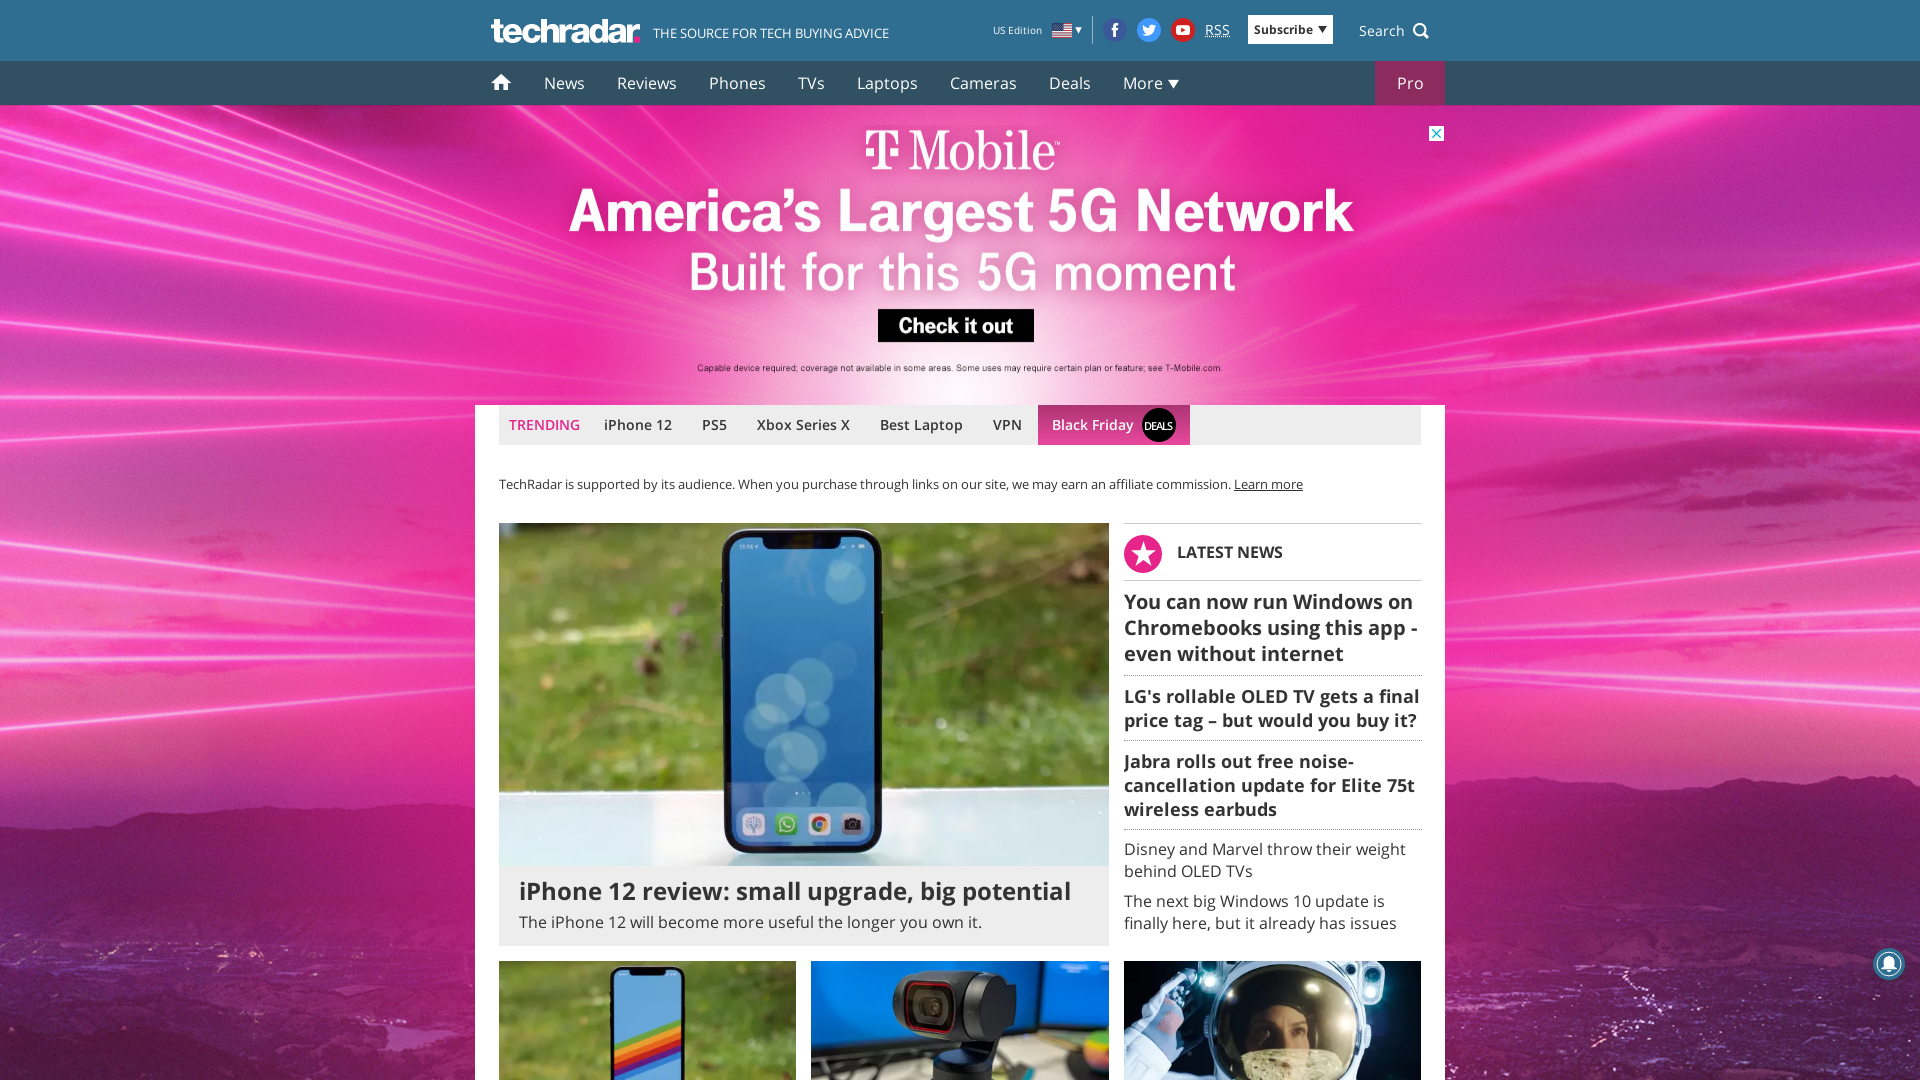 techradar.
THE SOURCE FOR TECH BUYING ADVICE
US Edition
RSS
Subscribe
Search
News
Reviews
Phones
TVs
Laptops
Cameras
Deals
More
Pro
T Mobile™
America's Largest 5G Network
Built for this 5G moment
Check it out
Capable device required; coverage not available in some areas. Some uses may require certain plan or feature; see T-Mobile.com.
TRENDING
iPhone 12
PS5
Xbox Series X
Best Laptop
VPN
Black Friday
DEALS
TechRadar is supported by its audience. When you purchase through links on our site, we may earn an affiliate commission. Learn more
iPhone 12 review: small upgrade, big potential
The iPhone 12 will become more useful the longer you own it.
LATEST NEWS
You can now run Windows on
Chromebooks using this app -
even without internet
LG's rollable OLED TV gets a final
price tag – but would you buy it?
Jabra rolls out free noise-
cancellation update for Elite 75t
wireless earbuds
Disney and Marvel throw their weight
behind OLED TVs
The next big Windows 10 update is
finally here, but it already has issues